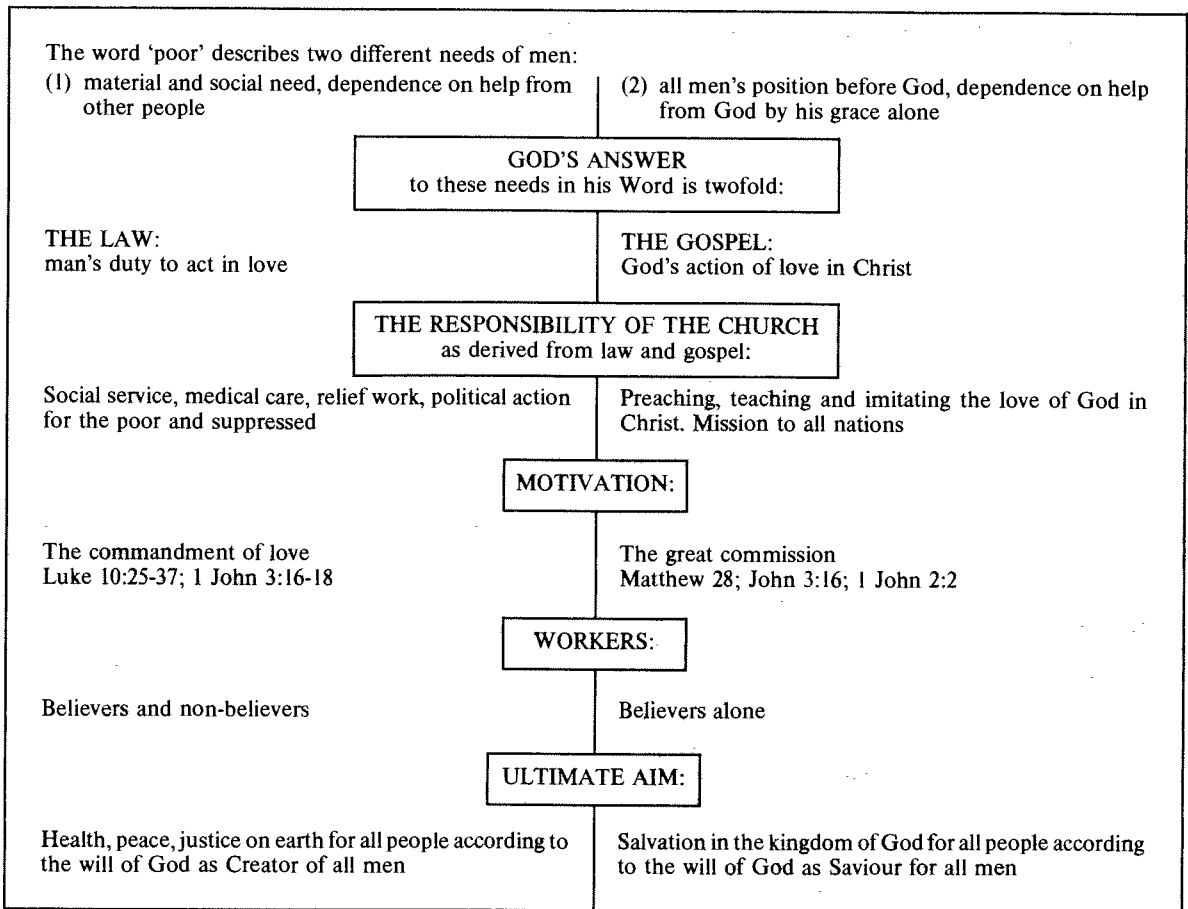 The word ‘poor’ describes two different needs of men:
(1) material and social need, dependence on help from
other people
(2) all men's position before God, dependence on help
from God by his grace alone
GOD'S ANSWER
to these needs in his Word is twofold:
THE LAW:
man's duty to act in love
THE GOSPEL:
God's action of love in Christ
THE RESPONSIBILITY OF THE CHURCH
as derived from law and gospel:
Social service, medical care, relief work, political action
for the poor and suppressed
Preaching, teaching and imitating the love of God in
Christ. Mission to all nations
MOTIVATION:
The commandment of love
Luke 10:25-37; 1 John 3:16-18
The great commission
Matthew 28; John 3:16; 1 John 2:2
WORKERS:
Believers and non-believers
Believers alone
ULTIMATE AIM:
Health, peace, justice on earth for all people according to
the will of God as Creator of all men
Salvation in the kingdom of God for all people according
to the will of God as Saviour for all men